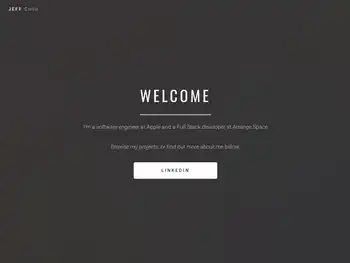 JEFF
WELCOME
I'm a software engineer at Apple and a Full Stack developer at Arrange.Space.
Browse my projects, or find out more about me below.
LINKEDIN